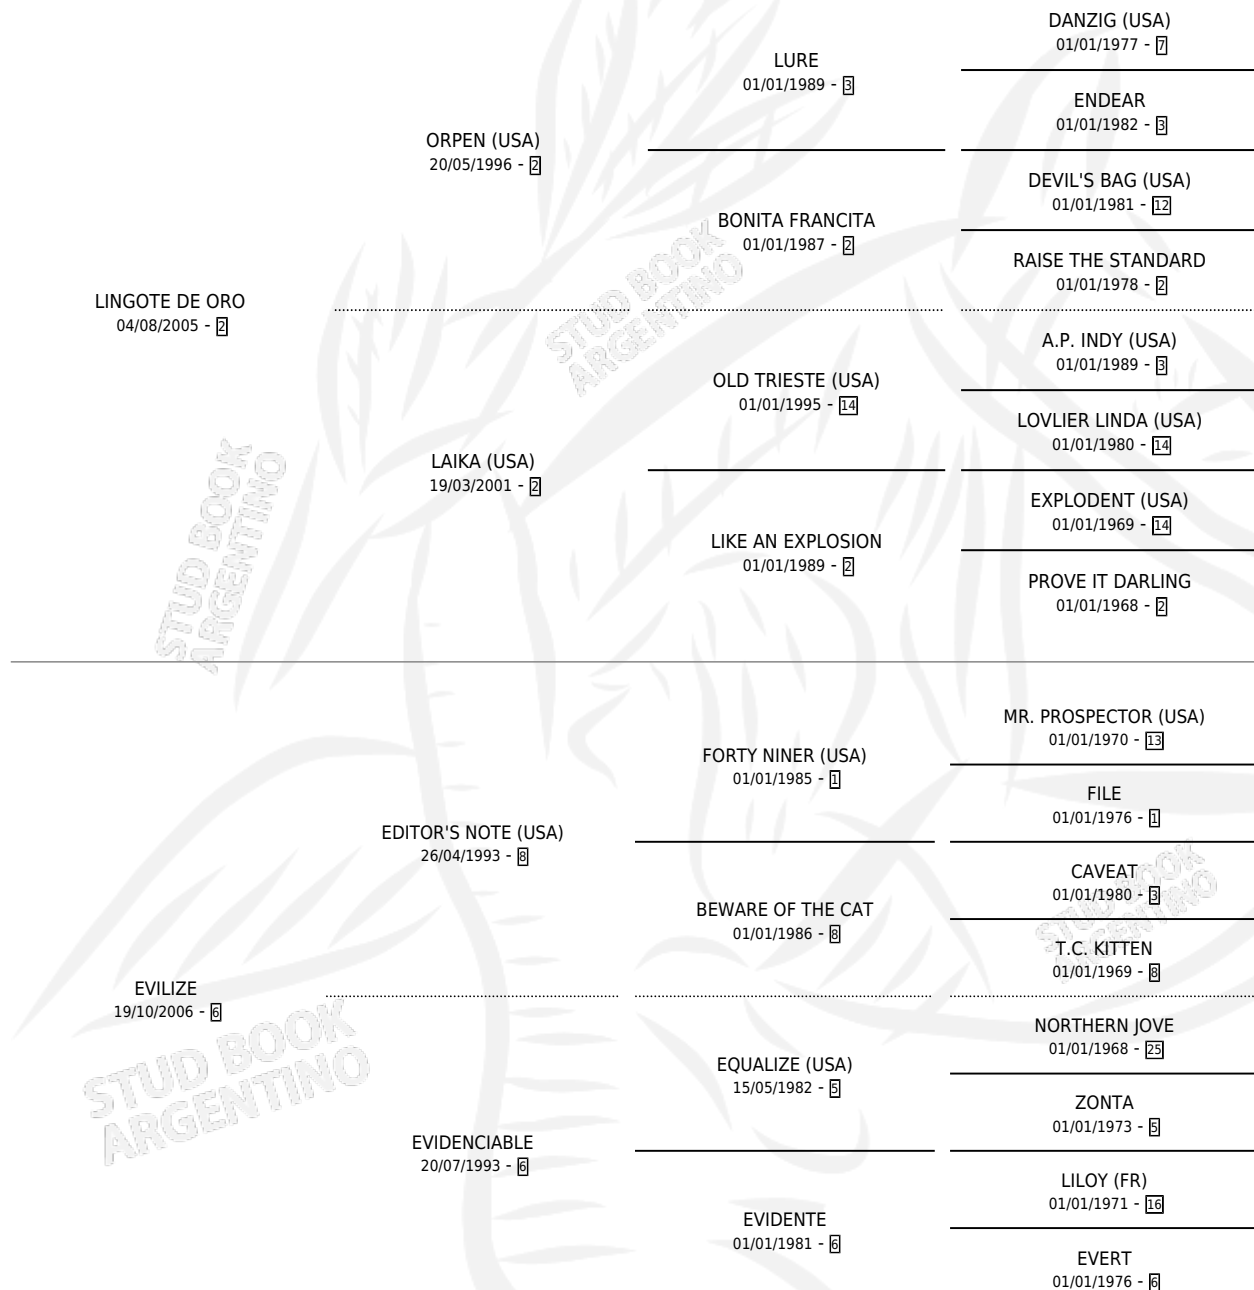 DANZIG (USA)
01/01/1977 - 7
LURE
01/01/1989 - 3
ENDEAR
01/01/1982 - 3
ORPEN (USA)
20/05/1996 - 2
DEVIL'S BAG (USA)
01/01/1981 - 12
BONITA FRANCITA
01/01/1987 - 2
RAISE THE STANDARD
01/01/1978 - 2
LINGOTE DE ORO
04/08/2005 - 2
STUD BOOK
ARGENTINO
A.P. INDY (USA)
01/01/1989 - 3
OLD TRIESTE (USA)
01/01/1995 - 14
LOVLIER LINDA (USA)
01/01/1980 - 14
LAIKA (USA)
19/03/2001 - 2
EXPLODENT (USA)
01/01/1969 - 14
LIKE AN EXPLOSION
01/01/1989 - 2
PROVE IT DARLING
01/01/1968 - 2
STUD BOOK
ARGENTINO
MR. PROSPECTOR (USA)
01/01/1970 - 13
FORTY NINER (USA)
01/01/1985 - 1
FILE
01/01/1976 - 1
EDITOR'S NOTE (USA)
26/04/1993 - 8
CAVEAT
01/01/1980 - 3
BEWARE OF THE CAT
01/01/1986 - 8
STUD BOOK
ARGENTINO
T.C. KITTEN
01/01/1969 - 8
EVILIZE
19/10/2006 - 6
NORTHERN JOVE
01/01/1968 - 25
EQUALIZE (USA)
15/05/1982 - 5
STUD BOOK
ARGENTINO
ZONTA
01/01/1973 - 5
EVIDENCIABLE
20/07/1993 - 6
LILOY (FR)
01/01/1971 - 16
EVIDENTE
01/01/1981 - 6
EVERT
01/01/1976 - 6